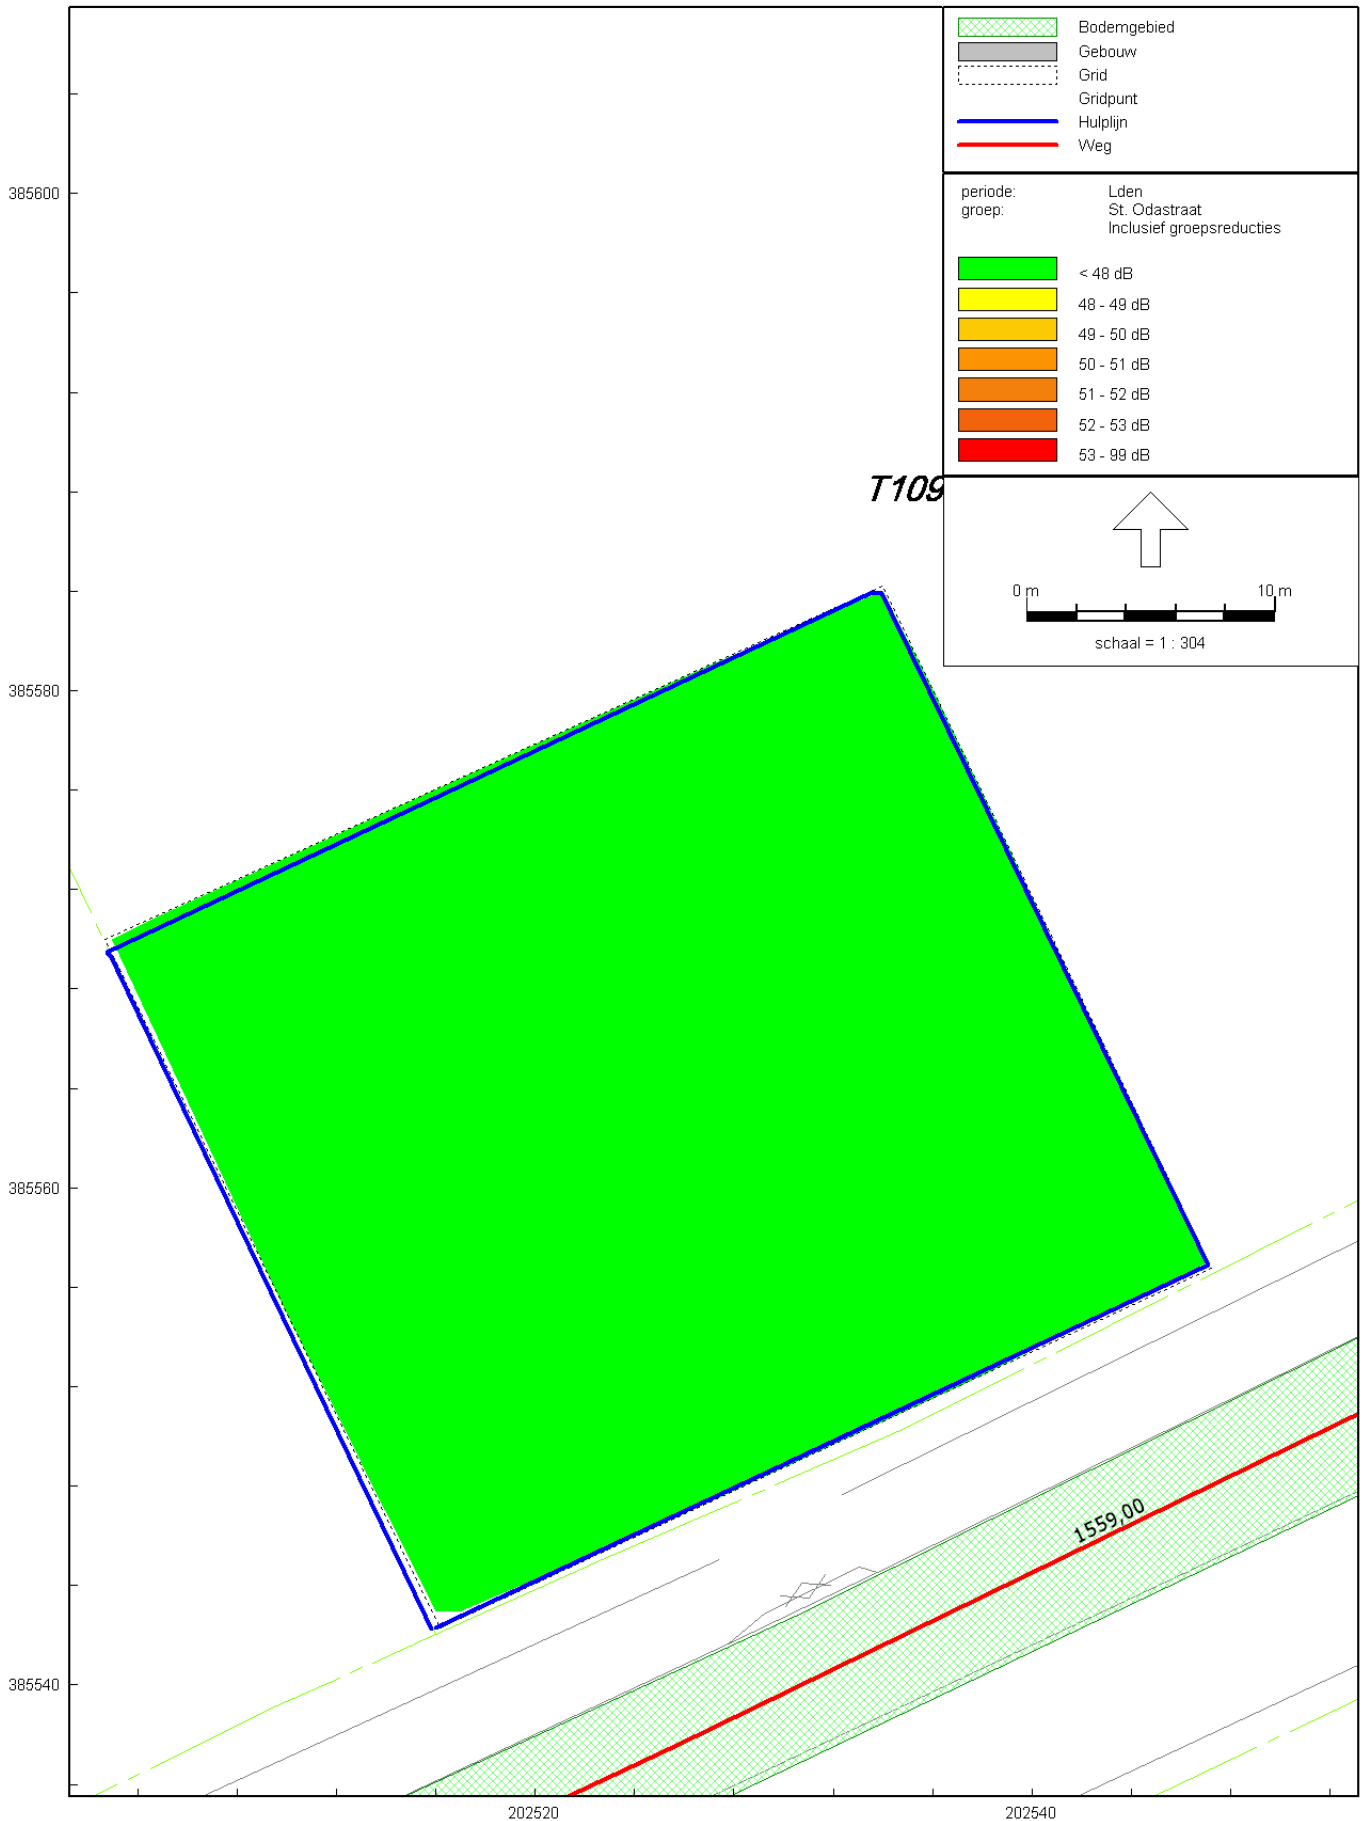 Bodemgebied
Gebouw
Grid
Gridpunt
Hulplijn
Weg
periode: Lden
groep: St. Odastraat
Inclusief groepsreducties
< 48 dB
48 - 49 dB
49 - 50 dB
50 - 51 dB
51 - 52 dB
52 - 53 dB
53 - 99 dB
T109
0 m 10 m
schaal = 1 : 304
385600
385580
385560
385540
1559,00
202520 202540